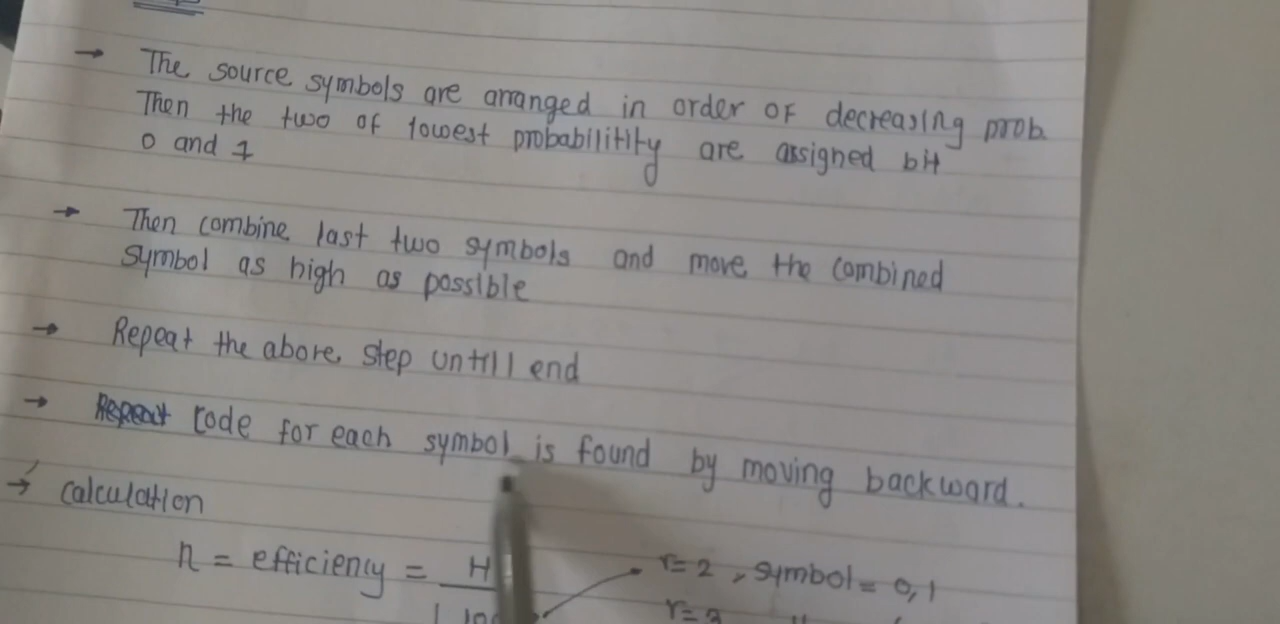 → The source symbols are arranged in order of decreasing prob.
Then the two of lowest probabilitity are assigned bit
0 and 1
→ Then combine last two symbols and move the combined
symbol as high as possible
→ Repeat the above step untill end
→ Code for each symbol is found by moving backward.
→ calculation
η = efficiency = H
r=2, symbol = 0,1
r=